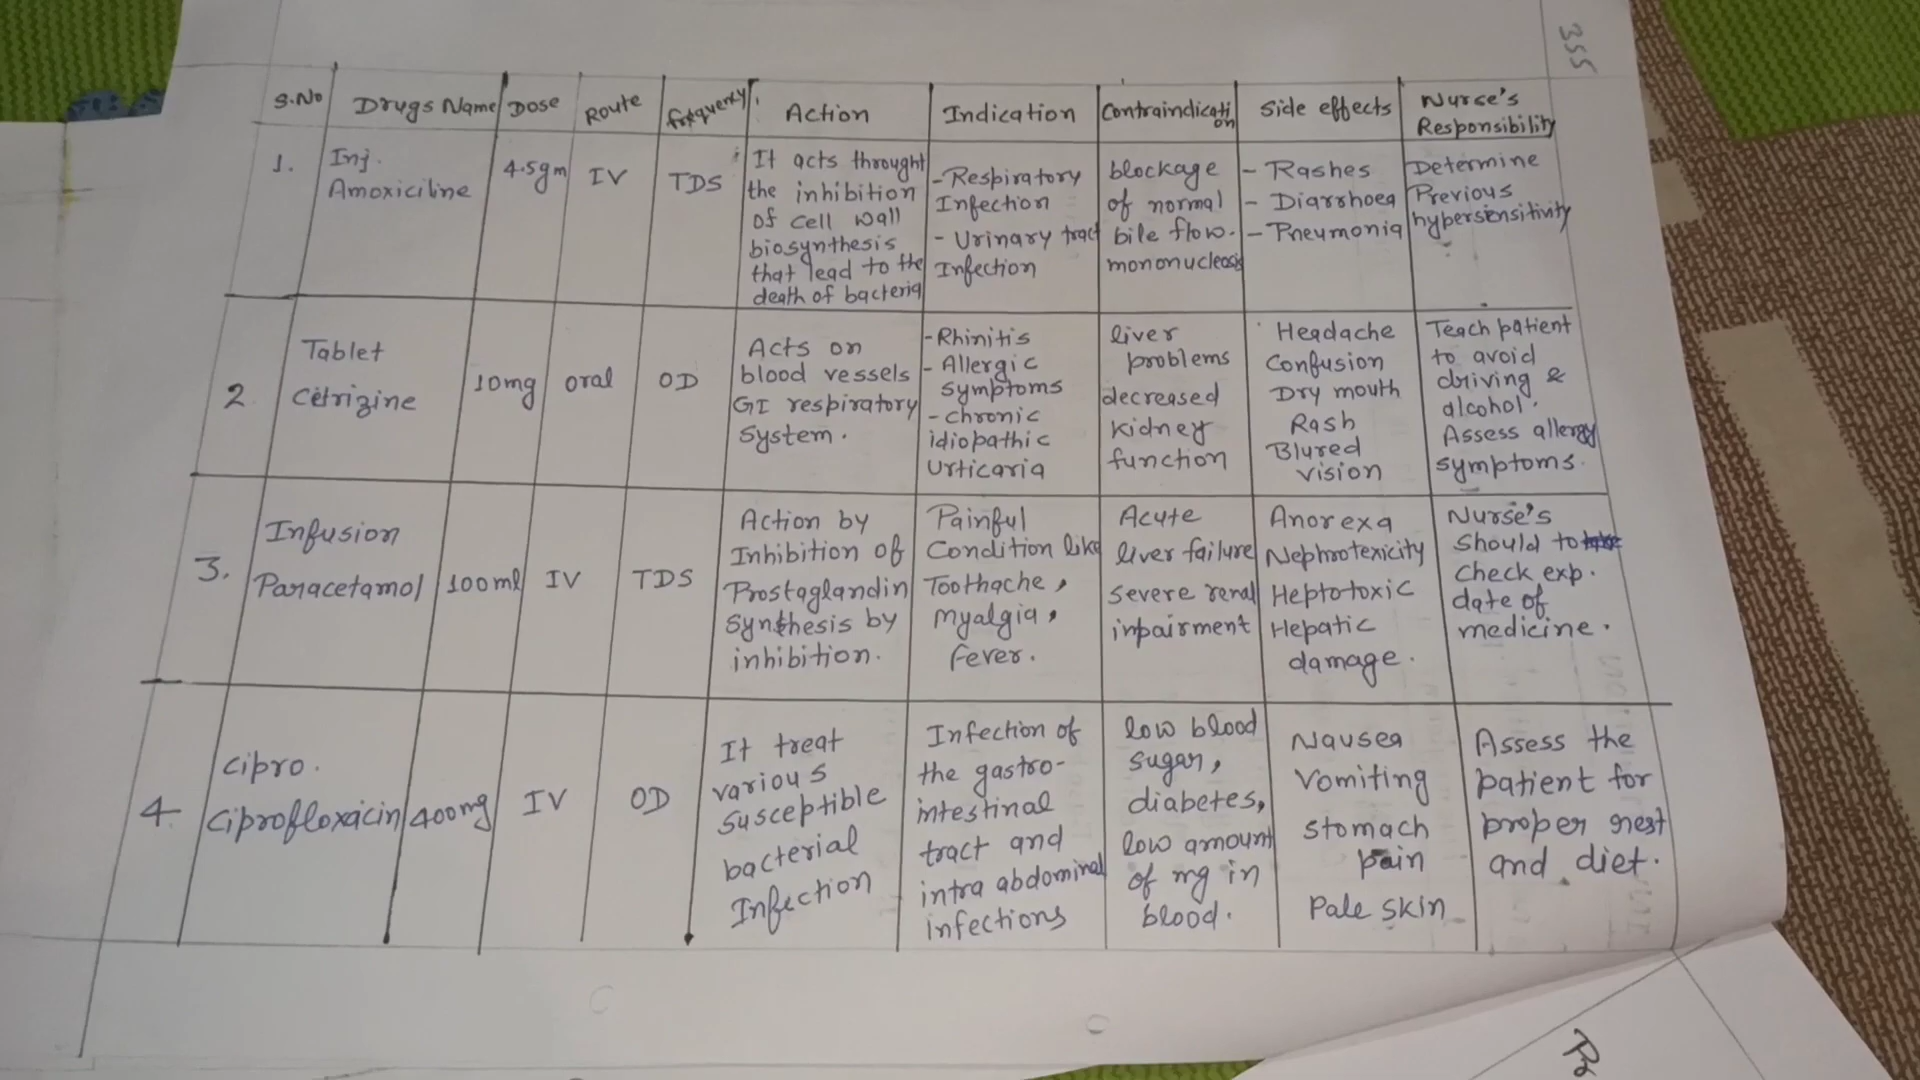 355
S.No Drugs Name Dose Route frequency Action Indication Contraindication Side effects Nurse's Responsibility
1.
Inj.
Amoxiciline
4.5gm
IV
TDS
It acts throught
the inhibition
of cell wall
biosynthesis
that lead to the
death of bacteria
-Respiratory
Infection
- Urinary tract
Infection
blockage
of normal
bile flow.
mononucleosis
- Rashes
- Diarrhoea
- Pneumonia
Determine
Previous
hypersensitivity
2
Tablet
Cetrizine
10mg
oral
OD
Acts on
blood vessels
GI respiratory
system.
-Rhinitis
- Allergic
symptoms
- chronic
idiopathic
urticaria
liver
problems
decreased
kidney
function
Headache
Confusion
Dry mouth
Rash
Blured
vision
Teach patient
to avoid
driving &
alcohol.
Assess allergy
symptoms.
3.
Infusion
Paracetamol
100ml
IV
TDS
Action by
Inhibition of
Prostaglandin
synthesis by
inhibition.
Painful
Condition like
Toothache,
Myalgia,
Fever.
Acute
liver failure
severe renal
inpairment
Anorexa
Nephrotexicity
Heptotoxic
Hepatic
damage.
Nurse's
should to
check exp.
date of
medicine.
4
cipro.
ciprofloxacin
400mg
IV
OD
It treat
various
susceptible
bacterial
Infection
Infection of
the gastro-
intestinal
tract and
intra abdominal
infections
low blood
sugar,
diabetes,
low amount
of mg in
blood.
Nausea
Vomiting
stomach
pain
Pale skin
Assess the
patient for
proper rest
and diet.